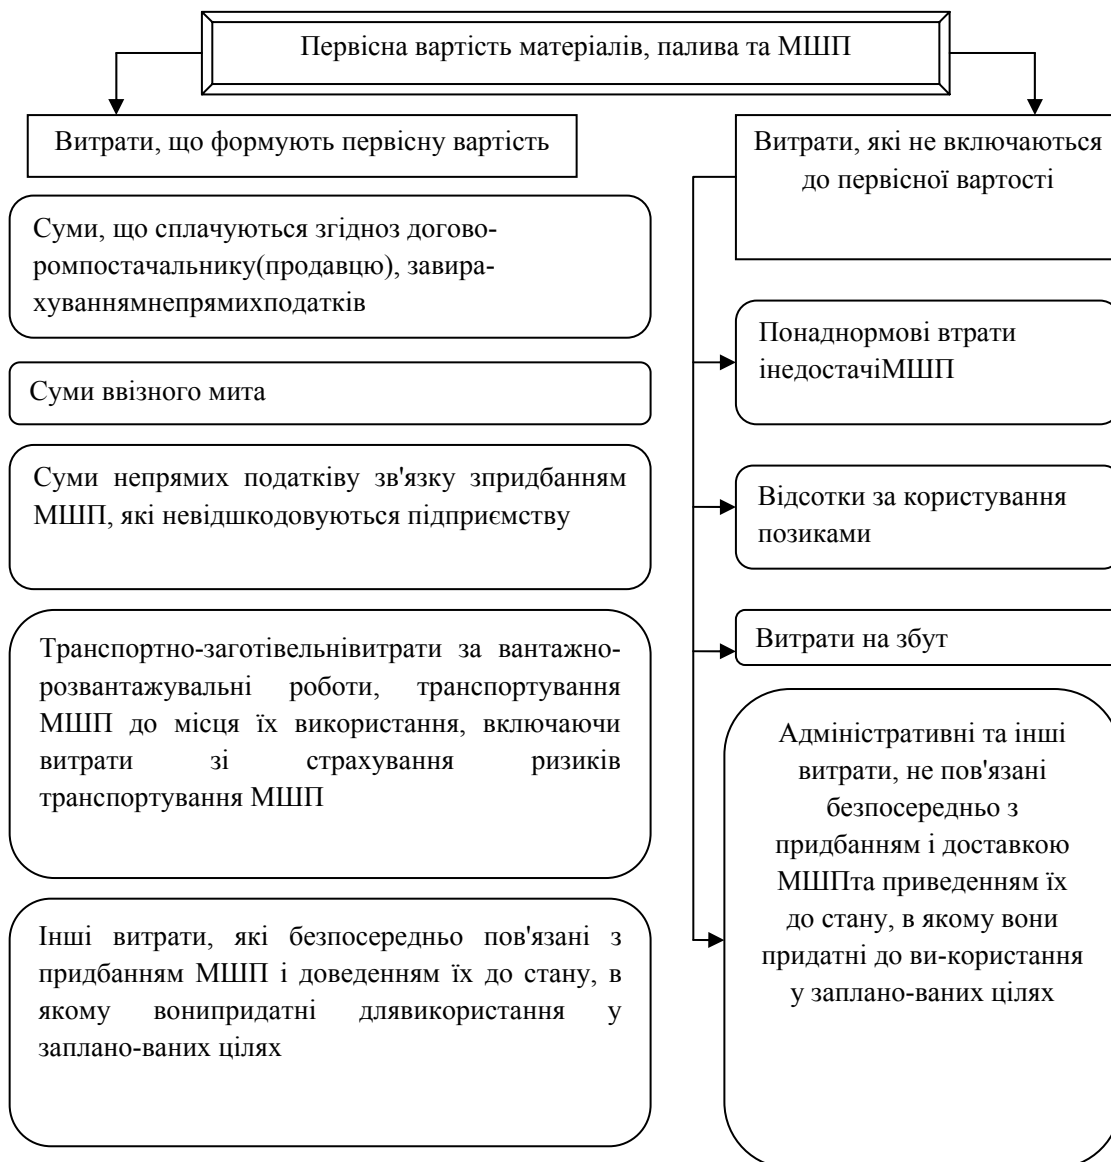 Первісна вартість матеріалів, палива та МШП
Витрати, що формують первісну вартість
Суми, що сплачуються згідноз догово-
ромпостачальнику(продавцю), завира-
хуваннямнепрямихподатків
Суми ввізного мита
Суми непрямих податківу зв'язку зпридбанням
МШП, які невідшкодовуються підприємству
Транспортно-заготівельнівитрати за вантажно-
розвантажувальні роботи, транспортування
МШП до місця їх використання, включаючи
витрати зі страхування ризиків
транспортування МШП
Інші витрати, які безпосередньо пов'язані з
придбанням МШП і доведенням їх до стану, в
якому вонипридатні длявикористання у
заплано-ваних цілях
Витрати, які не включаються
до первісної вартості
Понаднормові втрати
інедостачіМШП
Відсотки за користування
позиками
Витрати на збут
Адміністративні та інші
витрати, не пов'язані
безпосередньо з
придбанням і доставкою
МШПта приведенням їх
до стану, в якому вони
придатні до ви-користання
у заплано-ваних цілях